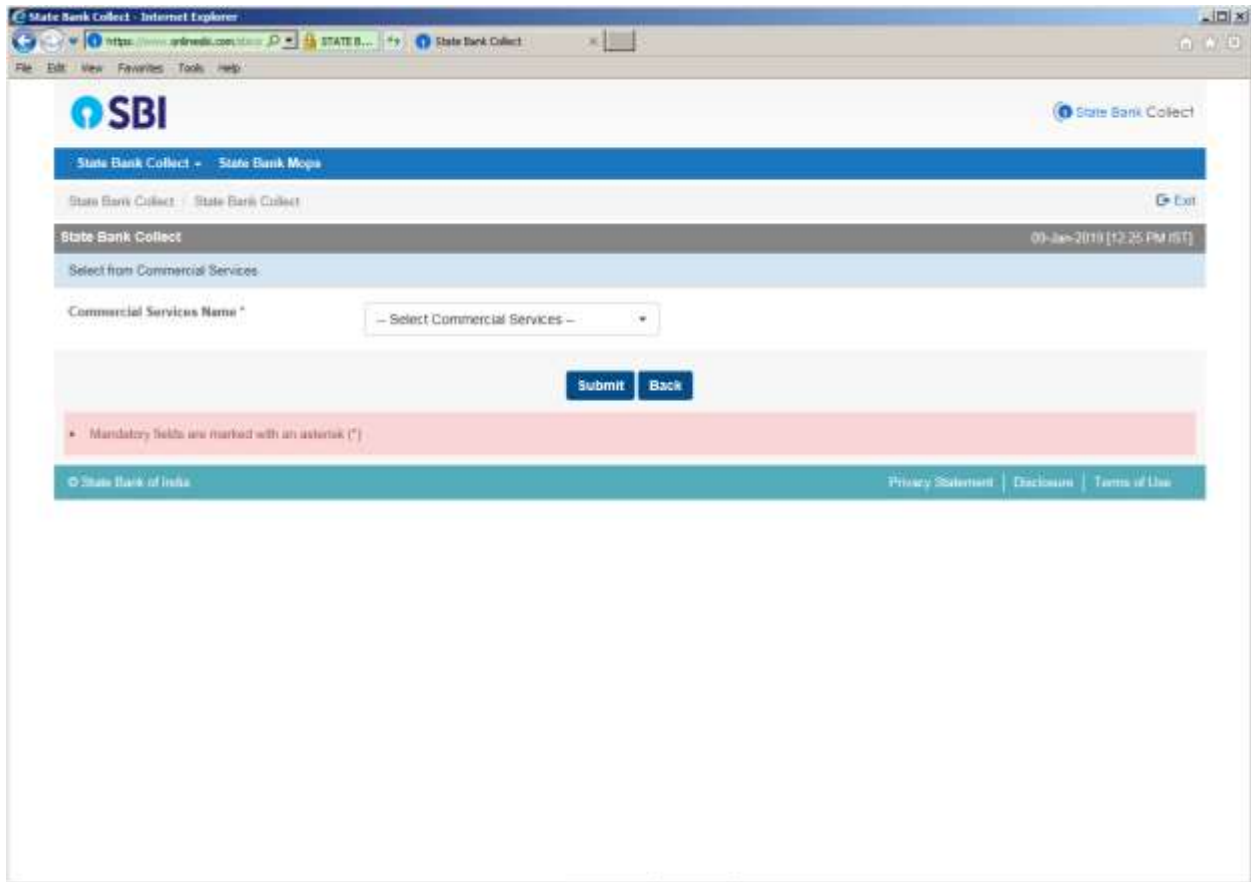 State Bank Collect - Internet Explorer
STATE B... State Bank Collect
File Edit View Favorites Tools Help
SBI
State Bank Collect
State Bank Collect State Bank Mops
State Bank Collect / State Bank Collect
Exit
State Bank Collect
09-Jan-2019 [12:25 PM IST]
Select from Commercial Services
Commercial Services Name *
-- Select Commercial Services --
Submit Back
• Mandatory fields are marked with an asterisk (*)
© State Bank of India
Privacy Statement | Disclosure | Terms of Use